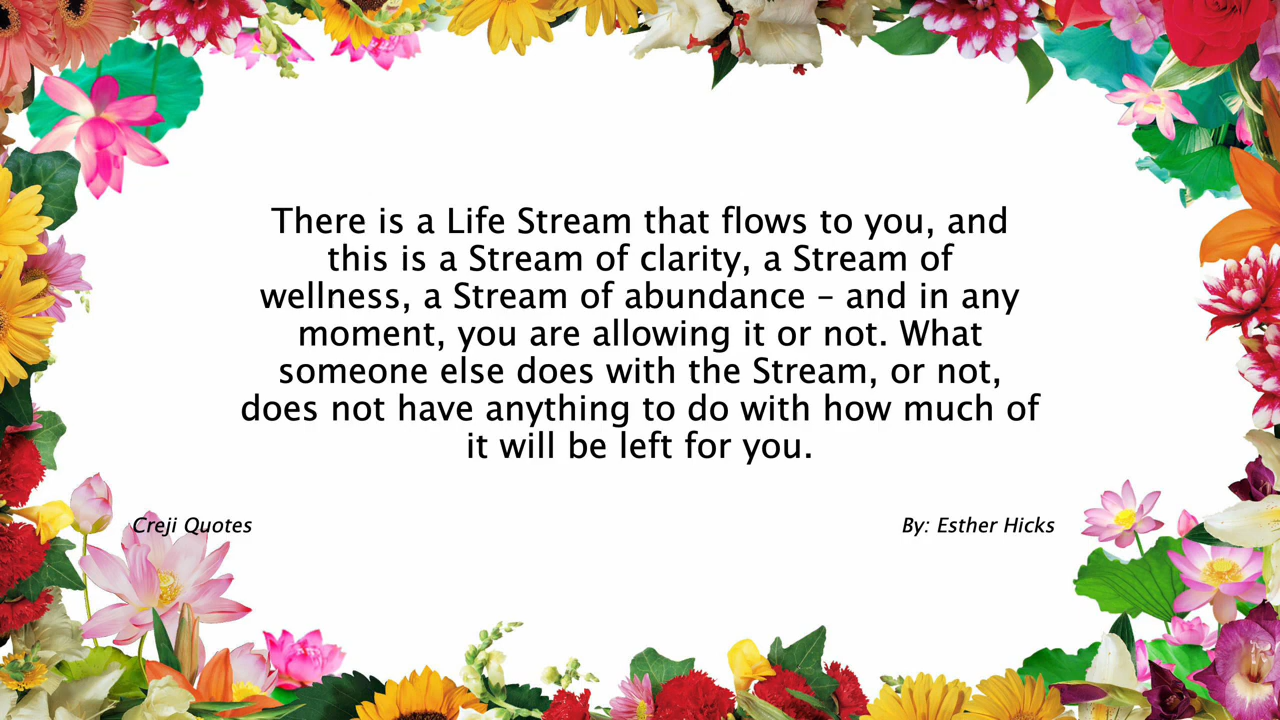 There is a Life Stream that flows to you, and
this is a Stream of clarity, a Stream of
wellness, a Stream of abundance – and in any
moment, you are allowing it or not. What
someone else does with the Stream, or not,
does not have anything to do with how much of
it will be left for you.
Creji Quotes
By: Esther Hicks